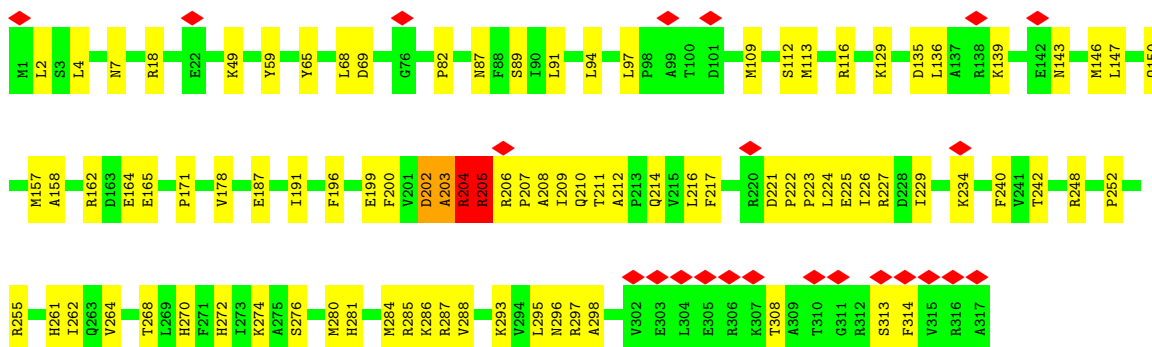 M1 L2 S3 L4 N7 R18 E22 K49 Y59 Y65 L68 D69 G76 P82 N87 F88 S89 I90 L91 L94 L97 P98 A99 T100 D101 M109 S112 M113 R116 K129 D135 L136 A137 R138 K139 E142 N143 M146 L147
M157 A158 R162 D163 E164 E165 P171 V178 E187 I191 F196 E199 F200 V201 D202 A203 R204 R205 R206 P207 A208 I209 Q210 T211 A212 P213 Q214 V215 L216 F217 R220 D221 P222 P223 L224 E225 I226 R227 D228 I229 K234 F240 V241 T242 R248 P252
R255 H261 I262 Q263 V264 T268 L269 H270 F271 H272 I273 K274 A275 S276 M280 H281 M284 R285 K286 R287 V288 K293 V294 L295 N296 R297 A298 V302 E303 L304 E305 R306 K307 T308 A309 T310 G311 R312 S313 F314 V315 R316 A317